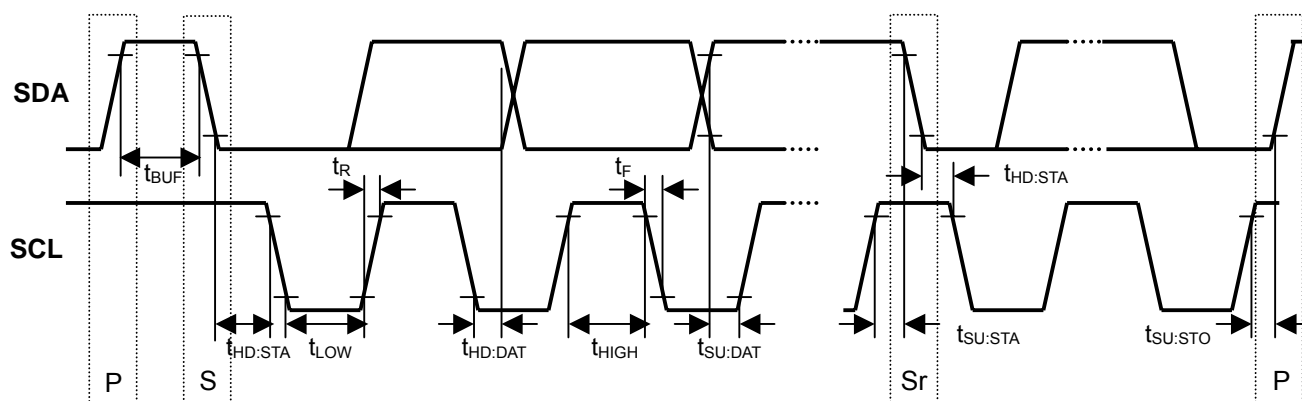 SDA
tBUF
tR
tF
tHD:STA
SCL
tHD:STA
tLOW
tHD:DAT
tHIGH
tSU:DAT
tSU:STA
tSU:STO
P
S
Sr
P